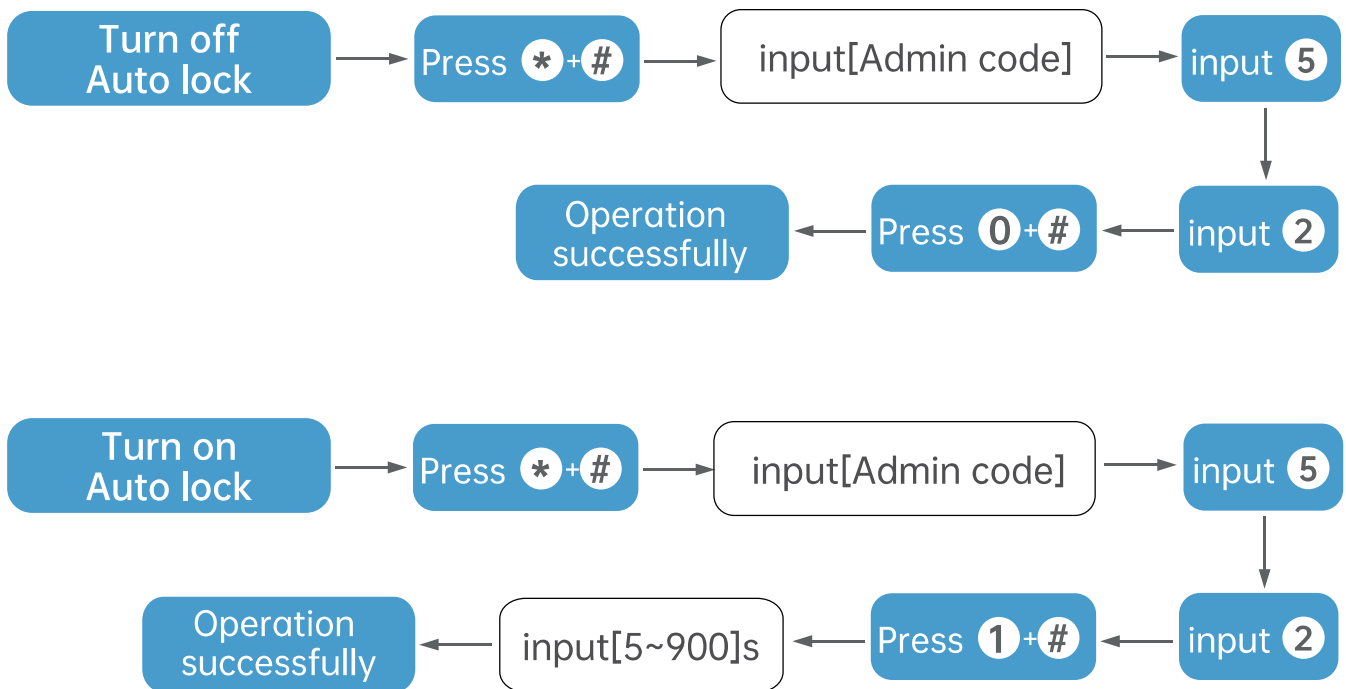 Turn off
Auto lock
Press * + #
input[Admin code]
input 5
input 2
Press 0 + #
Operation
successfully
Turn on
Auto lock
Press * + #
input[Admin code]
input 5
input 2
Press 1 + #
input[5~900]s
Operation
successfully